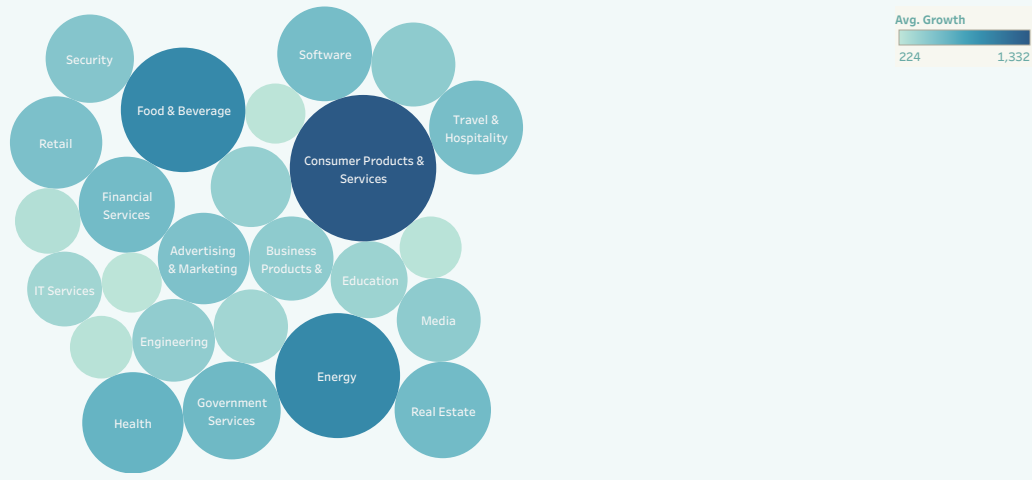 Avg. Growth
224 1,332
Security
Software
Food & Beverage
Travel &
Hospitality
Retail
Consumer Products &
Services
Financial
Services
Advertising
& Marketing
Business
Products &
Education
IT Services
Media
Engineering
Energy
Government
Services
Real Estate
Health